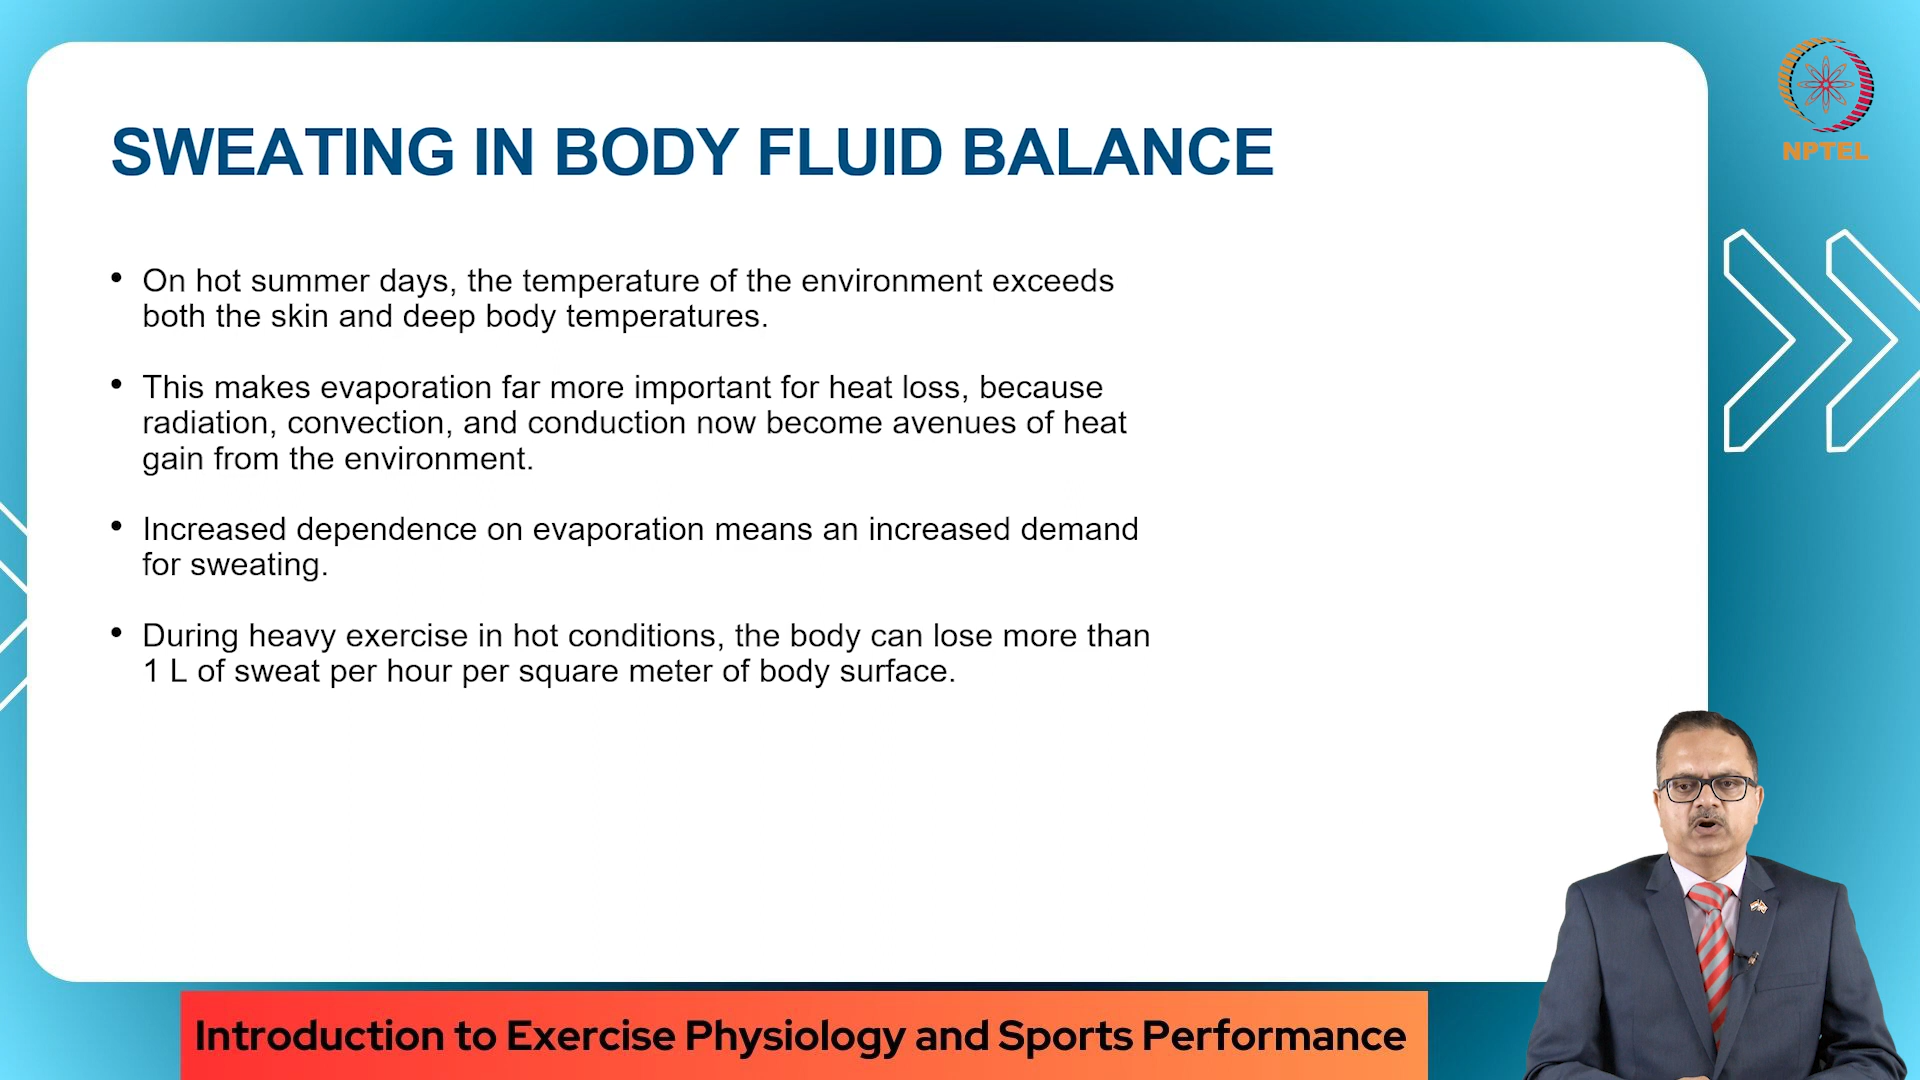 SWEATING IN BODY FLUID BALANCE
NPTEL
• On hot summer days, the temperature of the environment exceeds
both the skin and deep body temperatures.
• This makes evaporation far more important for heat loss, because
radiation, convection, and conduction now become avenues of heat
gain from the environment.
• Increased dependence on evaporation means an increased demand
for sweating.
• During heavy exercise in hot conditions, the body can lose more than
1 L of sweat per hour per square meter of body surface.
Introduction to Exercise Physiology and Sports Performance